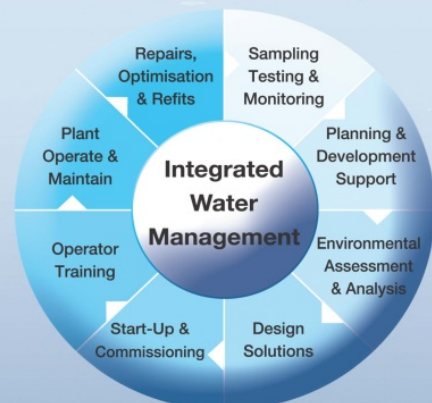 Integrated
Water
Management
Sampling
Testing &
Monitoring
Planning &
Development
Support
Environmental
Assessment
& Analysis
Design
Solutions
Start-Up &
Commissioning
Operator
Training
Plant
Operate &
Maintain
Repairs,
Optimisation
& Refits